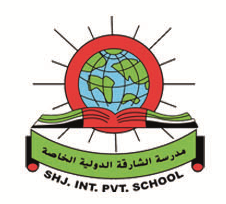 مدرسة الشارقة الدولية الخاصة
SHJ. INT. PVT. SCHOOL